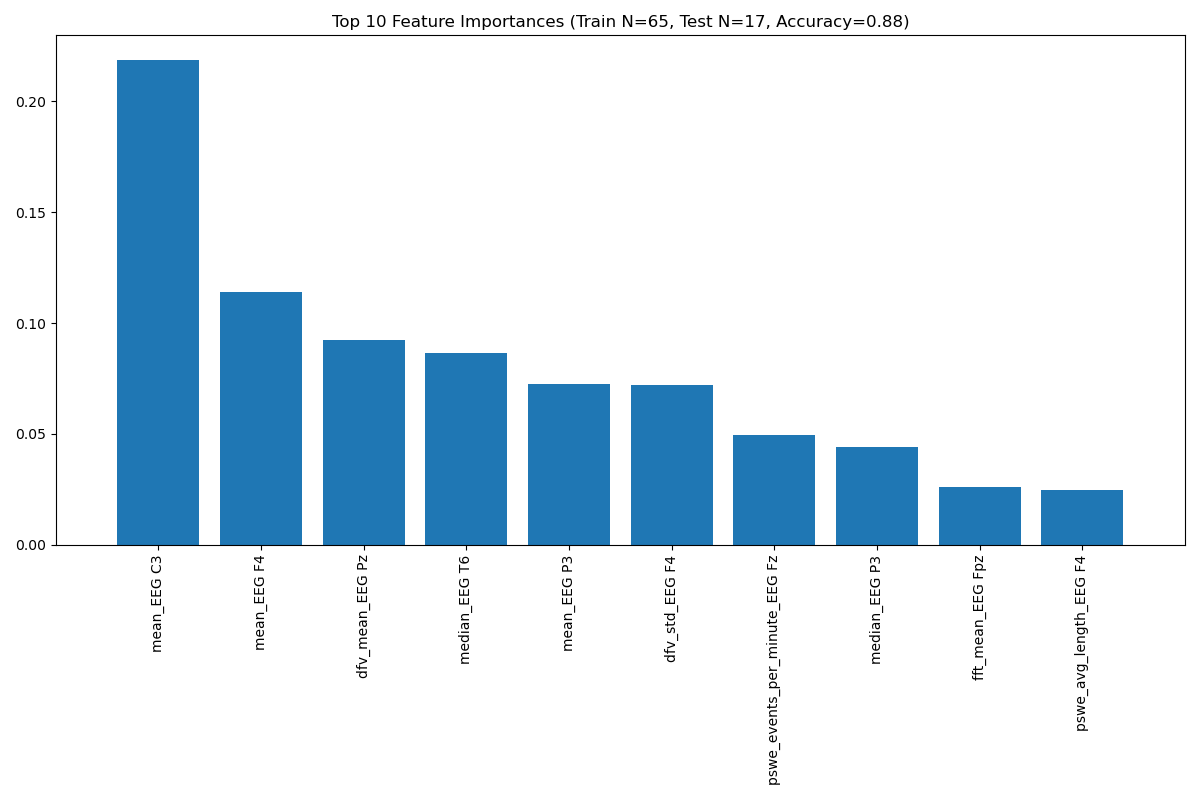 Top 10 Feature Importances (Train N=65, Test N=17, Accuracy=0.88)
0.20
0.15
0.10
0.05
0.00
mean_EEG C3
mean_EEG F4
dfv_mean_EEG Pz
median_EEG T6
mean_EEG P3
dfv_std_EEG F4
pswe_events_per_minute_EEG Fz
median_EEG P3
fft_mean_EEG Fpz
pswe_avg_length_EEG F4